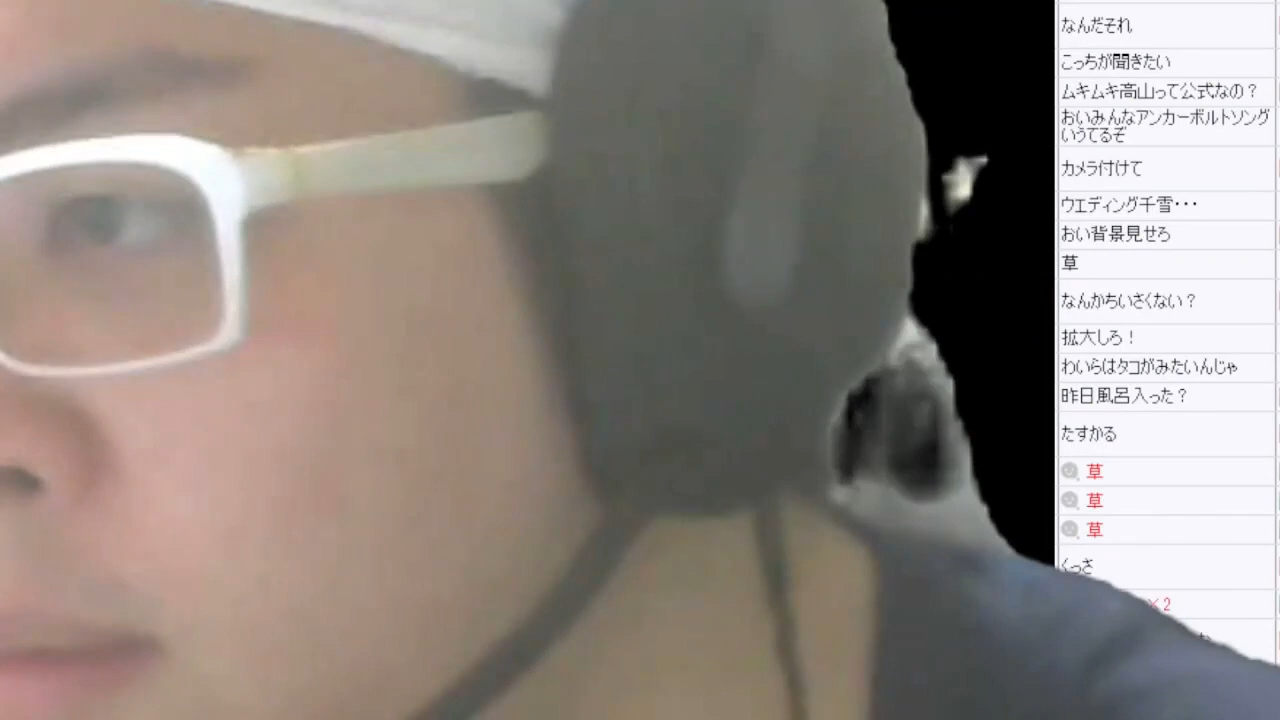 なんだそれ
こっちが聞きたい
ムキムキ高山って公式なの？
おいみんなアンカーボルトソング
いうてるぞ
カメラ付けて
ウエディング千雪・・・
おい背景見せろ
草
なんかちいさくない？
拡大しろ！
わいらはタコがみたいんじゃ
昨日風呂入った？
たすかる
草
草
草
くっさ
×2